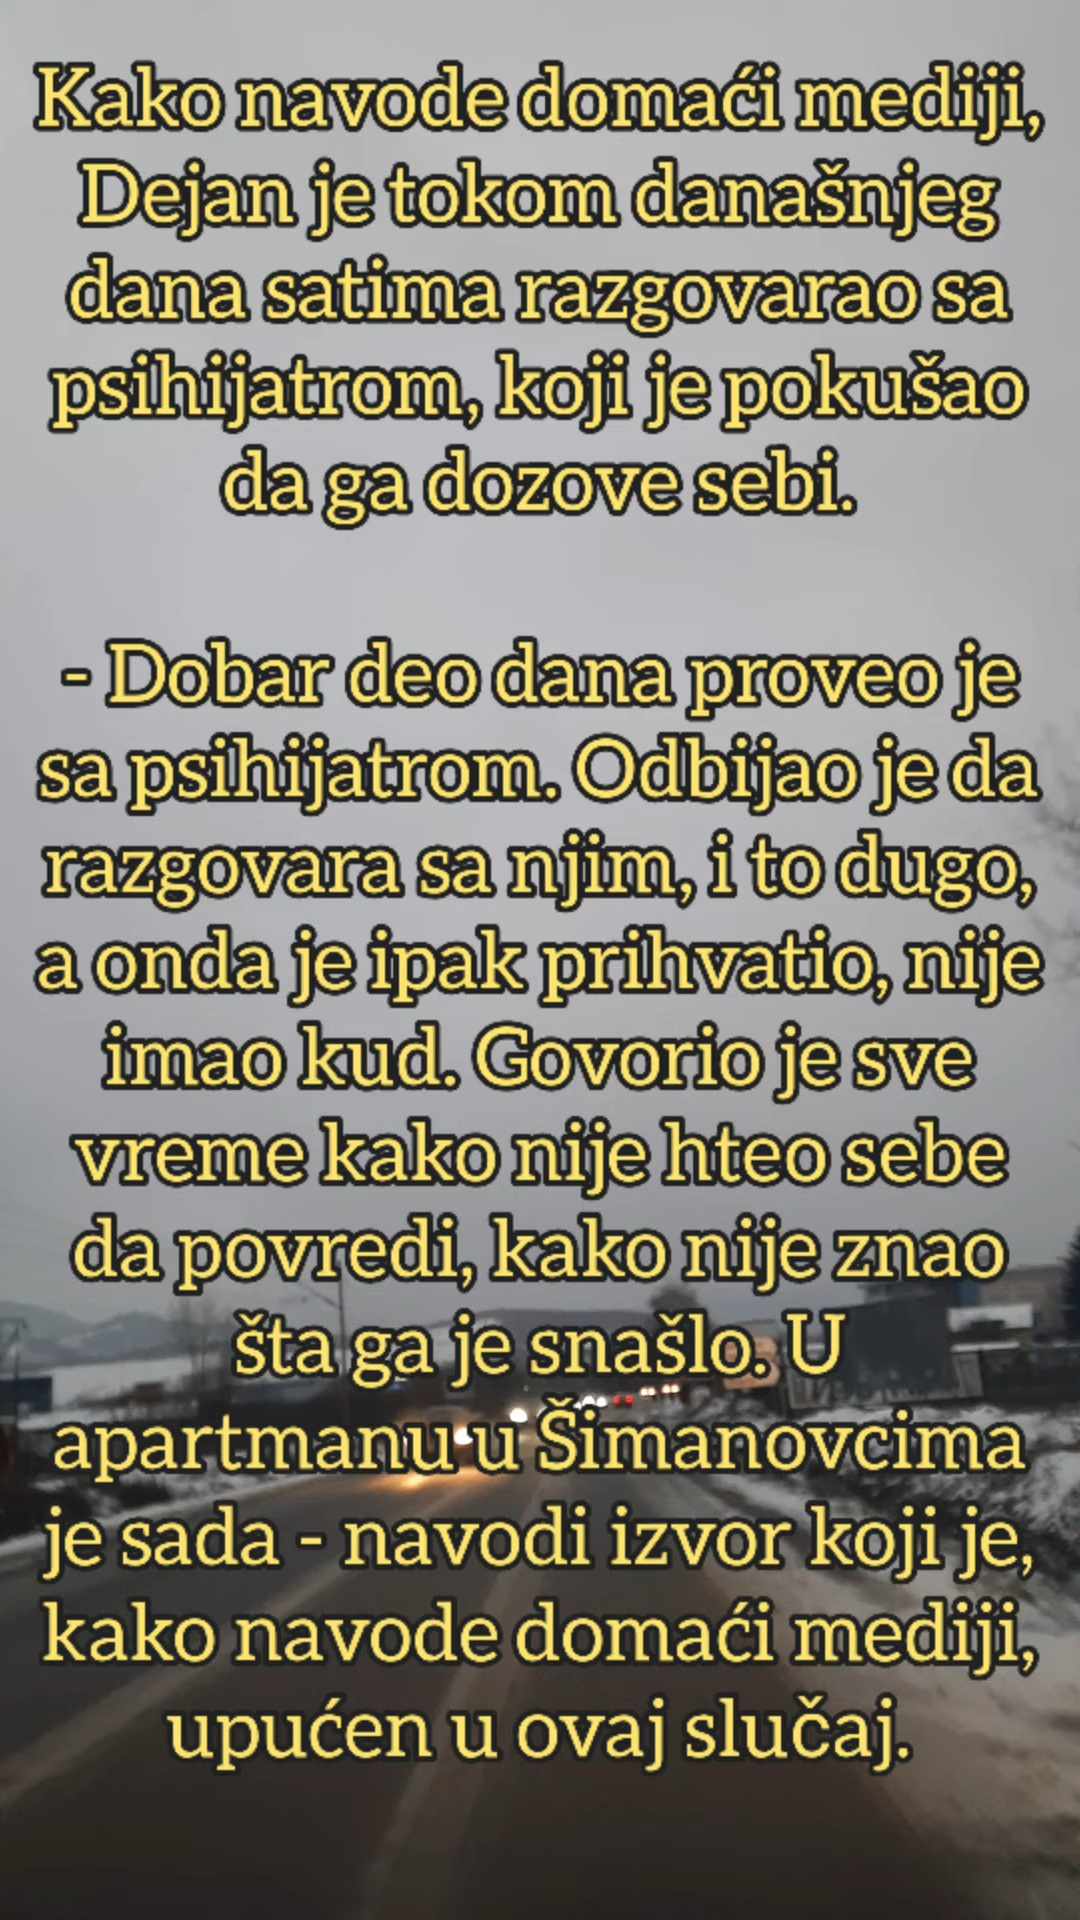 Kako navode domaći mediji,
Dejan je tokom današnjeg
dana satima razgovarao sa
psihijatrom, koji je pokušao
da ga dozove sebi.
- Dobar deo dana proveo je
sa psihijatrom. Odbijao je da
razgovara sa njim, i to dugo,
a onda je ipak prihvatio, nije
imao kud. Govorio je sve
vreme kako nije hteo sebe
da povredi, kako nije znao
šta ga je snašlo. U
apartmanu u Šimanovcima
je sada - navodi izvor koji je,
kako navode domaći mediji,
upućen u ovaj slučaj.